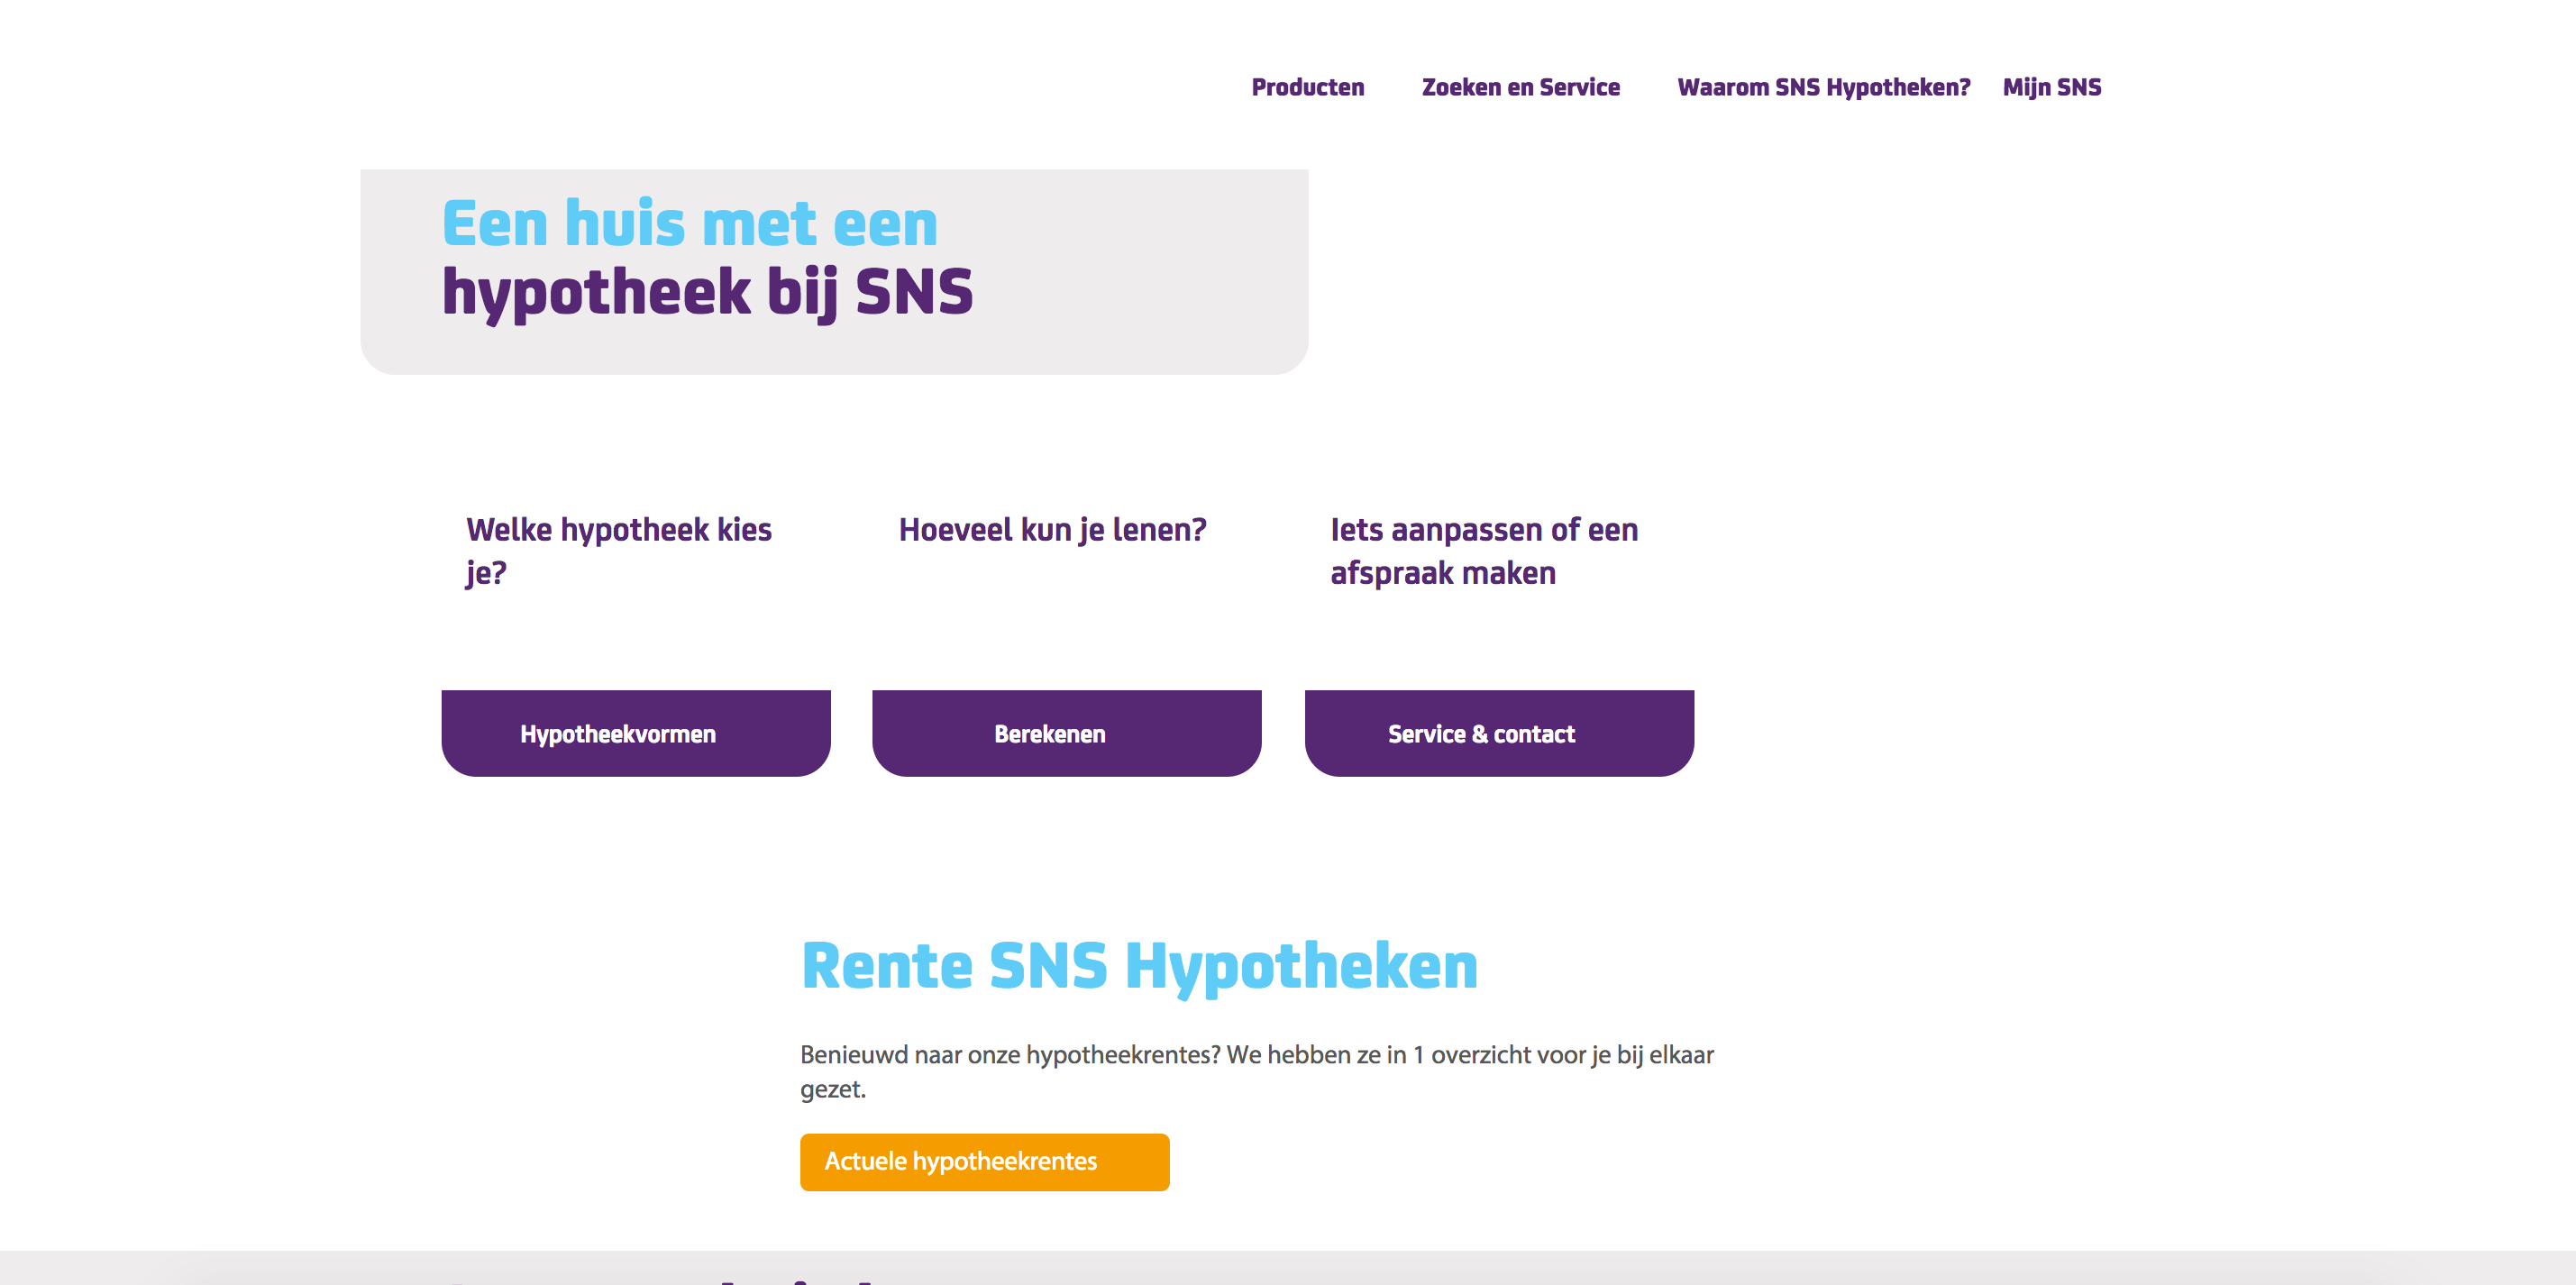 Producten Zoeken en Service Waarom SNS Hypotheken? Mijn SNS
Een huis met een
hypotheek bij SNS
Welke hypotheek kies
je?
Hoeveel kun je lenen?
Iets aanpassen of een
afspraak maken
Hypotheekvormen
Berekenen
Service & contact
Rente SNS Hypotheken
Benieuwd naar onze hypotheekrentes? We hebben ze in 1 overzicht voor je bij elkaar
gezet.
Actuele hypotheekrentes